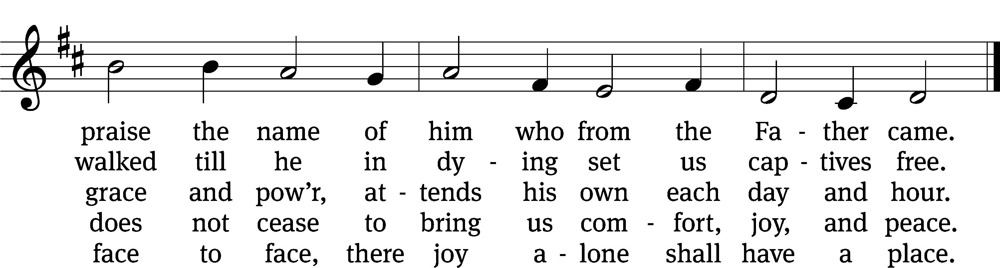 praise the name of him who from the Fa - ther came.
walked till he in dy - ing set us cap - tives free.
grace and pow’r, at - tends his own each day and hour.
does not cease to bring us com - fort, joy, and peace.
face to face, there joy a - lone shall have a place.